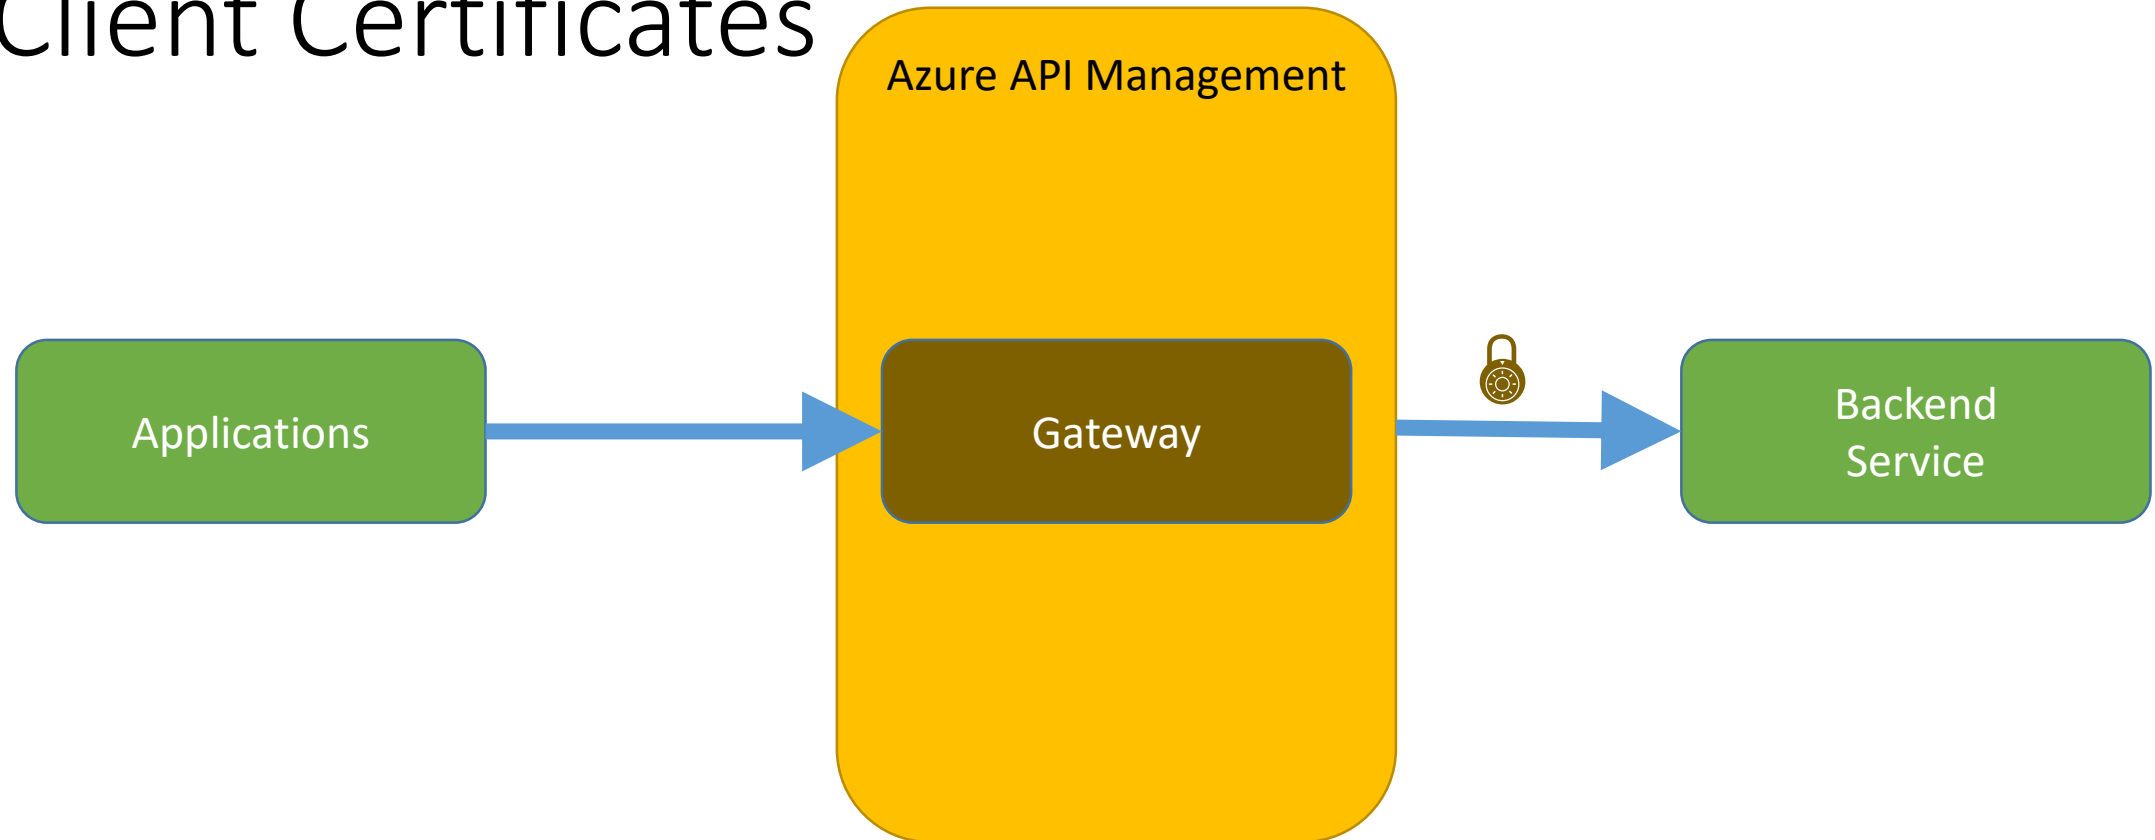 Client Certificates
Azure API Management
Applications
Gateway
Backend
Service